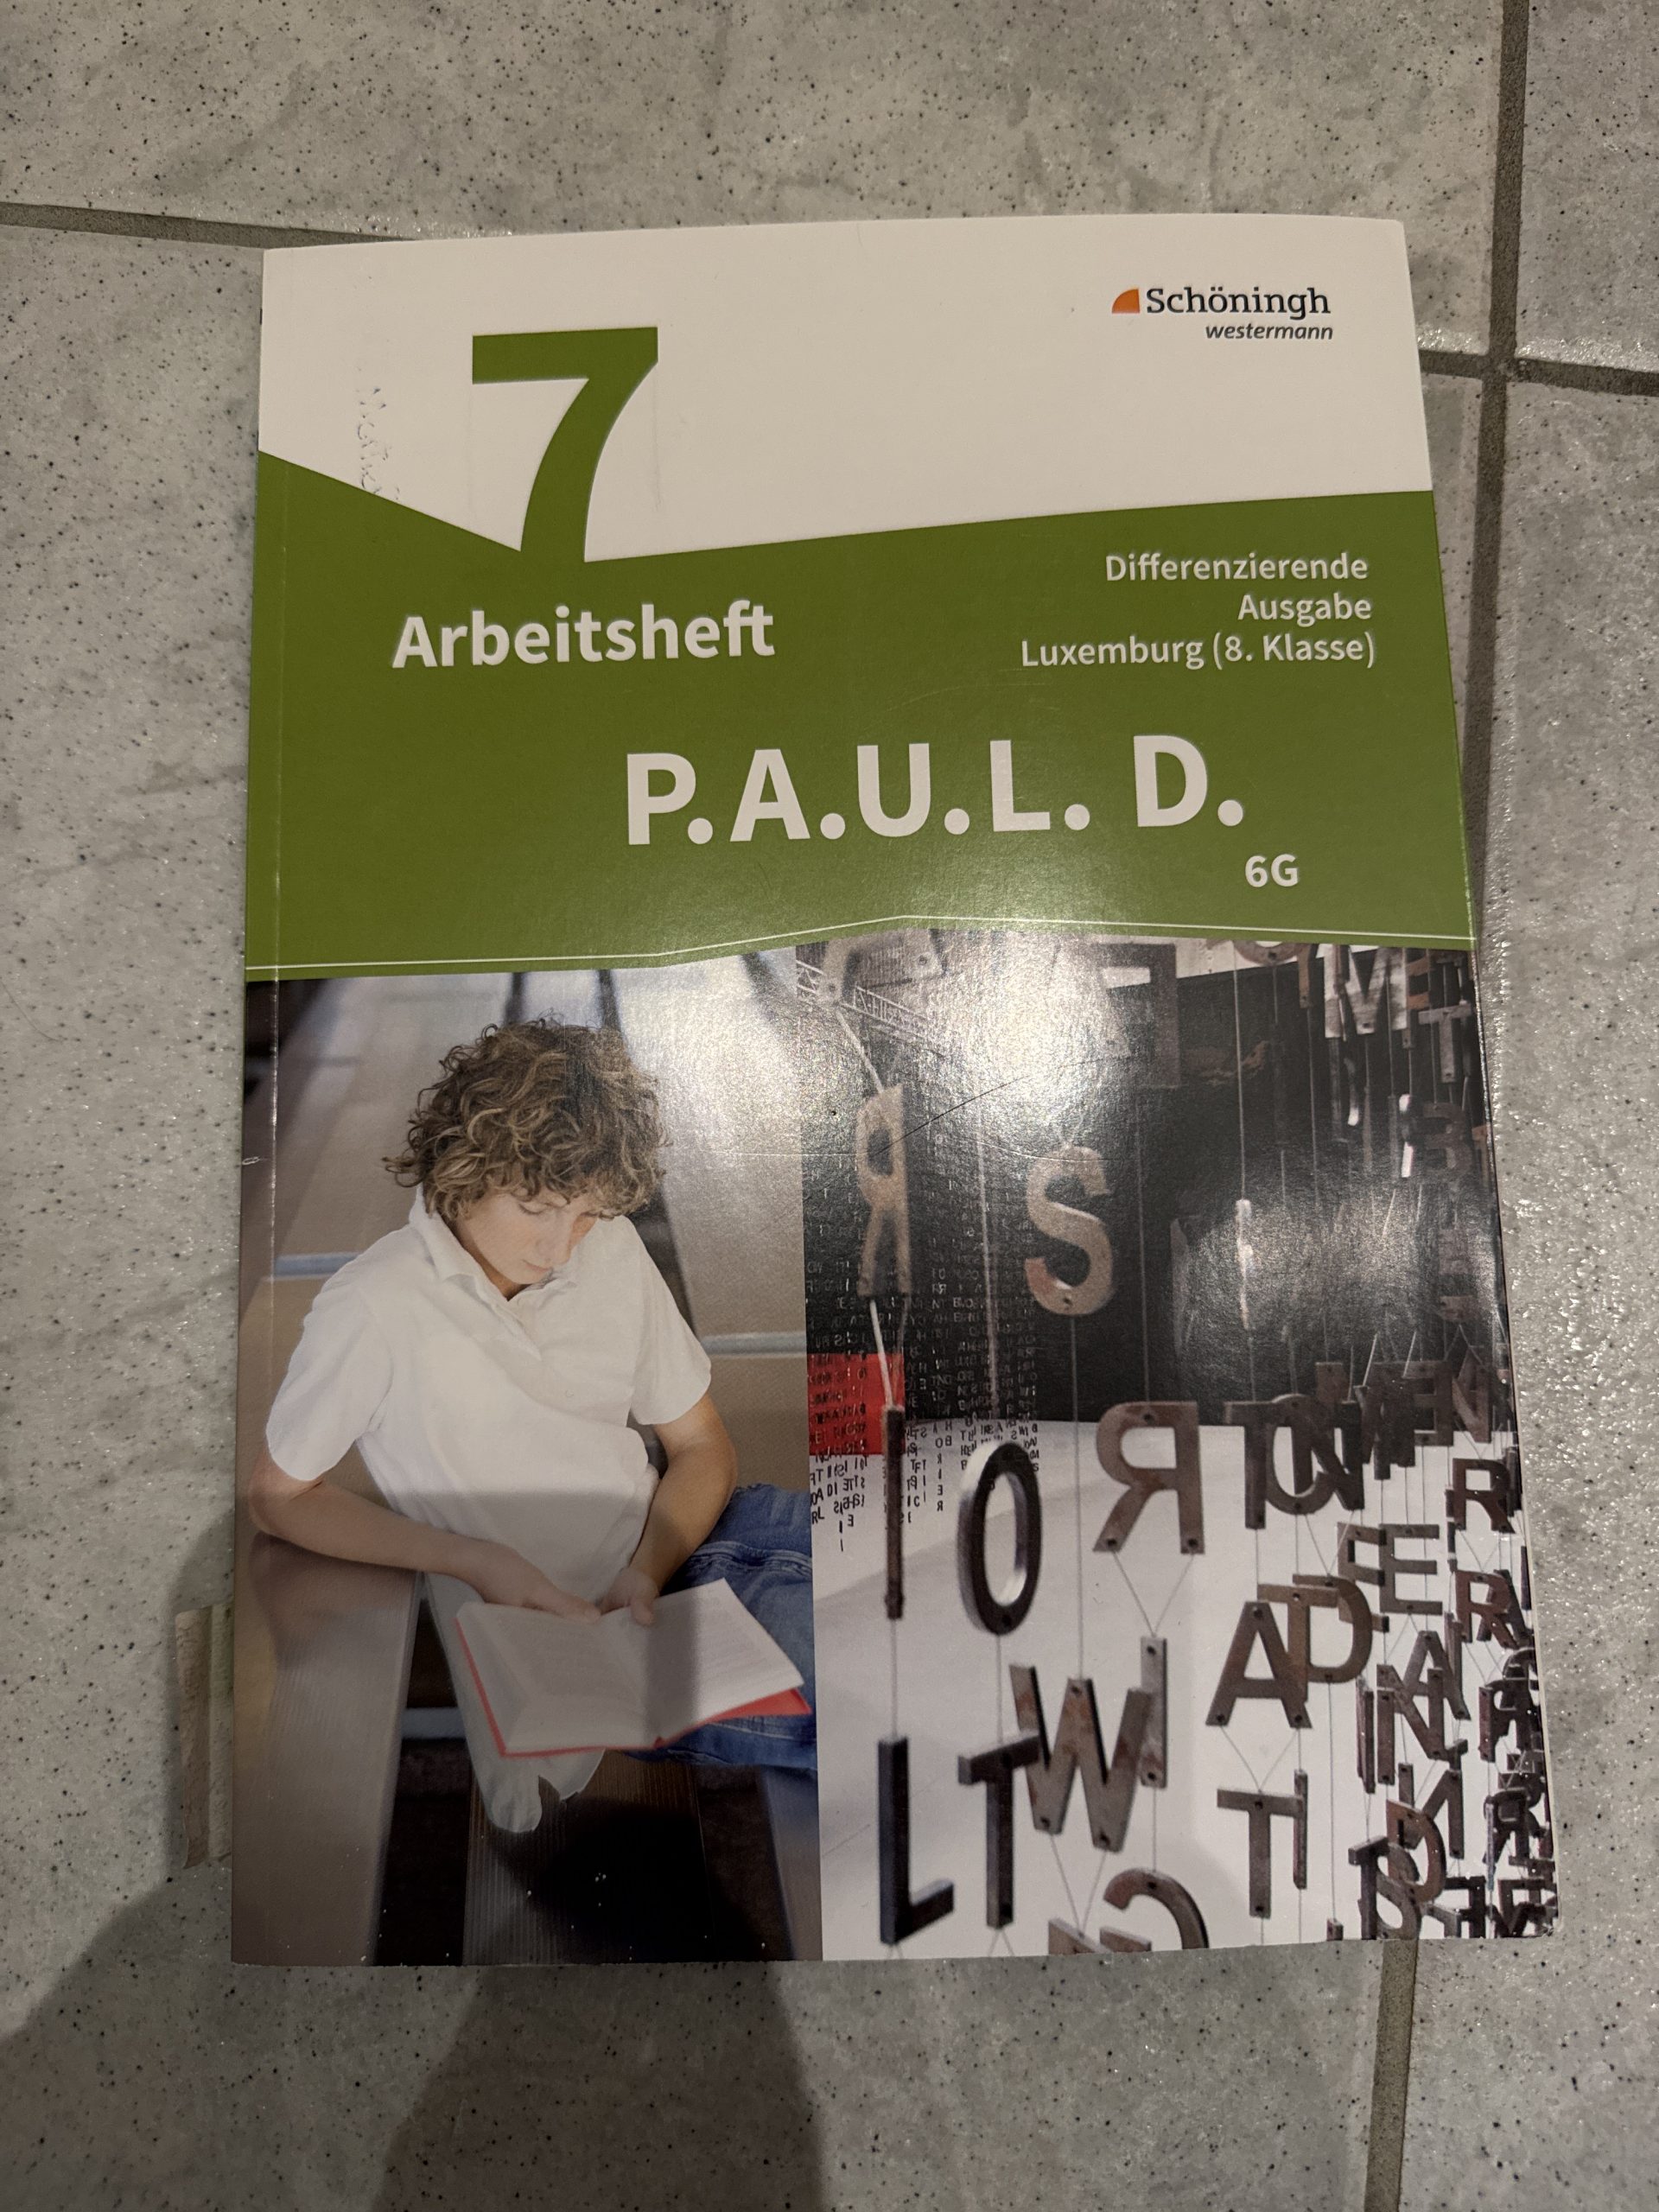 Schöningh
westermann
7
Differenzierende
Ausgabe
Luxemburg (8. Klasse)
Arbeitsheft
P.A.U.L. D.
6G
S
O
R
A
D
W
L
T
T